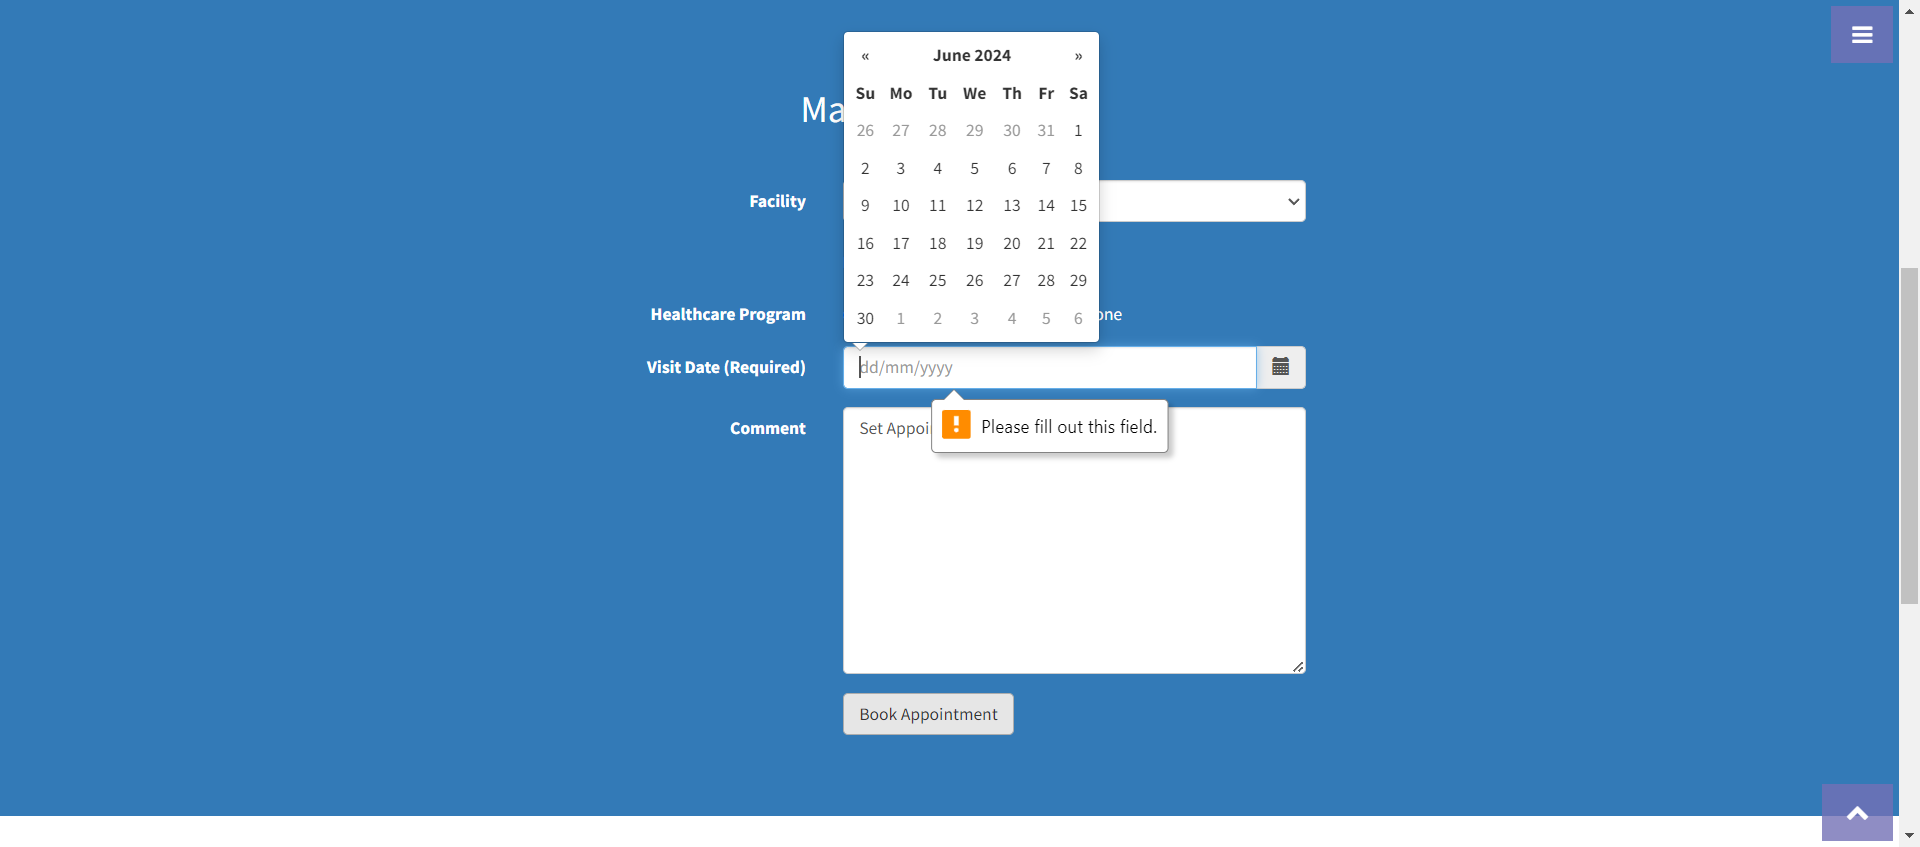 « June 2024 »
Su Mo Tu We Th Fr Sa
Ma
26 27 28 29 30 31 1
2 3 4 5 6 7 8
Facility
9 10 11 12 13 14 15
16 17 18 19 20 21 22
23 24 25 26 27 28 29
Healthcare Program
30 1 2 3 4 5 6
one
Visit Date (Required)
dd/mm/yyyy
Comment
Set Appoi
! Please fill out this field.
Book Appointment